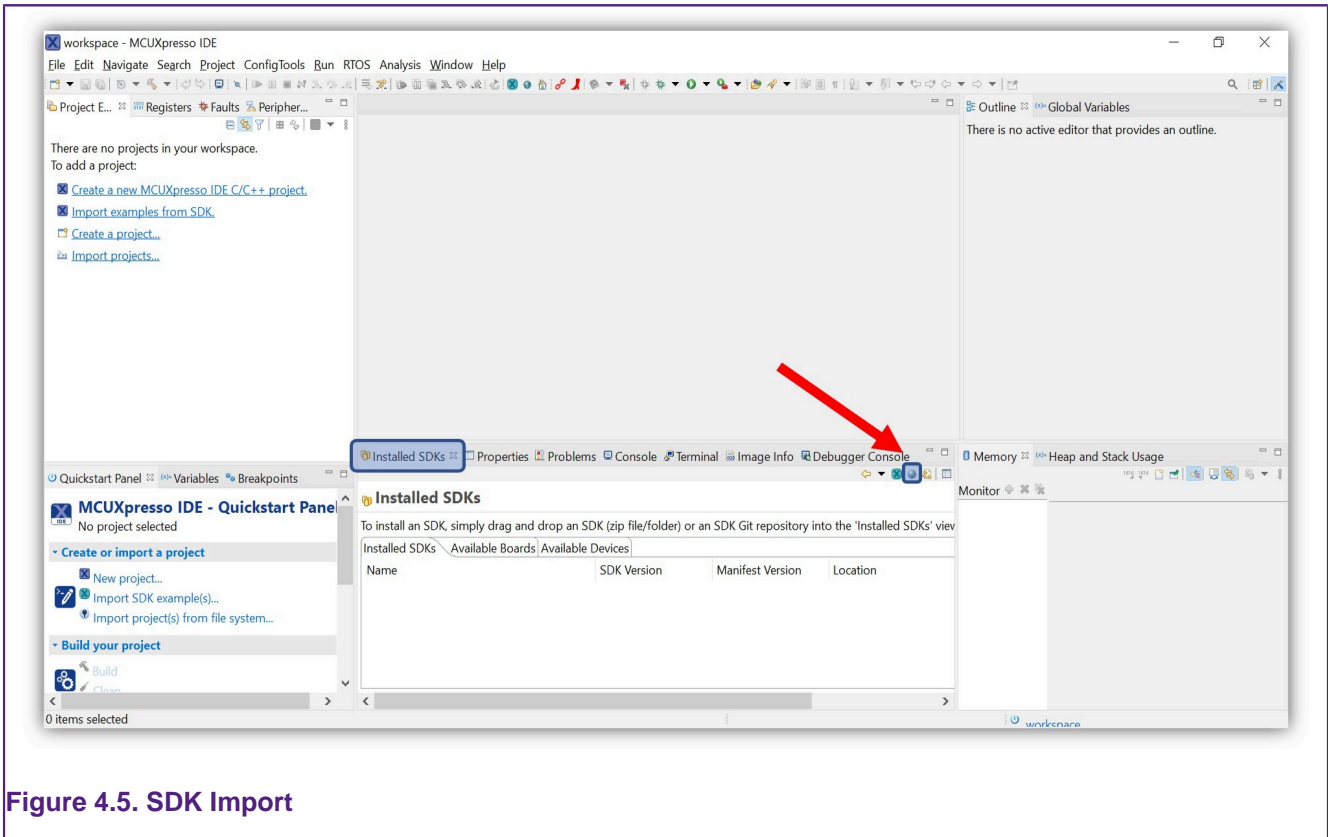 workspace - MCUXpresso IDE
File Edit Navigate Search Project ConfigTools Run RTOS Analysis Window Help
Project E... Registers Faults Peripher...
Outline Global Variables
There are no projects in your workspace.
To add a project:
Create a new MCUXpresso IDE C/C++ project.
Import examples from SDK.
Create a project...
Import projects...
There is no active editor that provides an outline.
Installed SDKs Properties Problems Console Terminal Image Info Debugger Console
Installed SDKs
To install an SDK, simply drag and drop an SDK (zip file/folder) or an SDK Git repository into the 'Installed SDKs' view
Installed SDKs Available Boards Available Devices
Name SDK Version Manifest Version Location
Memory Heap and Stack Usage
Monitor
Quickstart Panel Variables Breakpoints
MCUXpresso IDE - Quickstart Panel
IDE
No project selected
Create or import a project
New project...
Import SDK example(s)...
Import project(s) from file system...
Build your project
Build
Clean
0 items selected
workspace
Figure 4.5. SDK Import